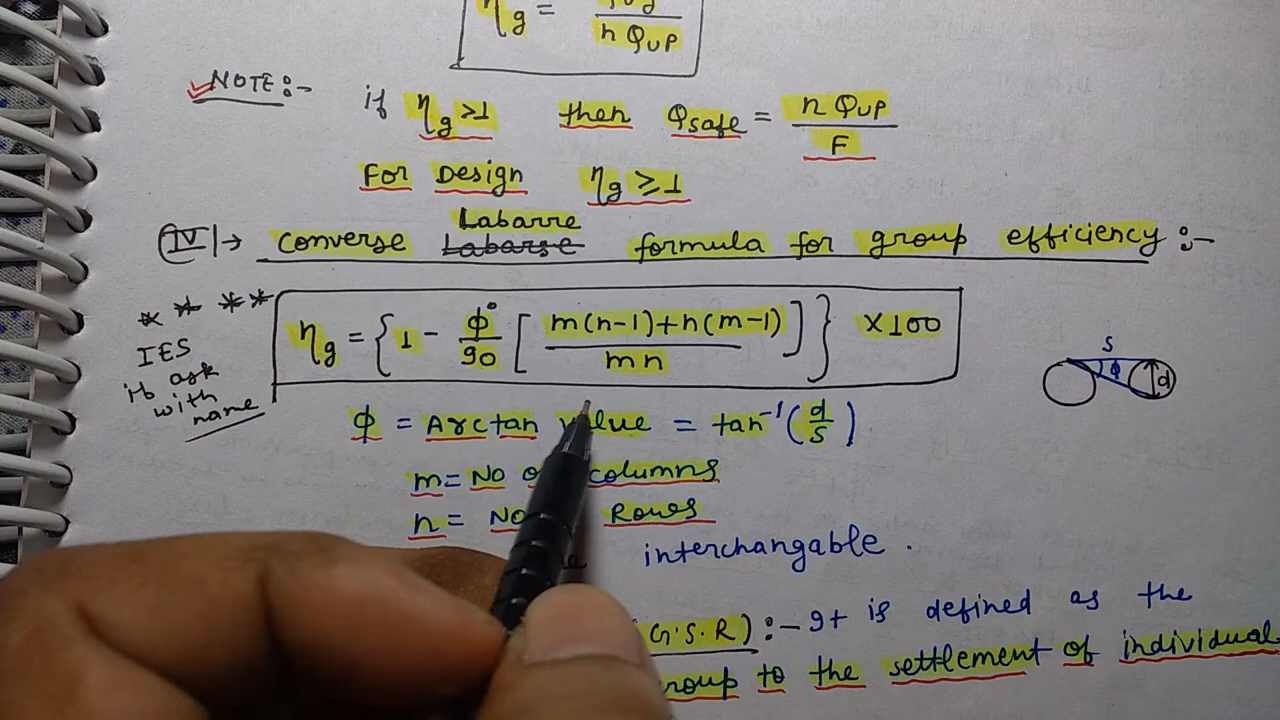 ηg =
n QUP
NOTE :- if ηg >1 then Qsafe = n QUP / F
For Design ηg ≥ 1
IV → converse Labarre formula for group efficiency :-
Labarse
* * * *
IES
if ask
with
name
ηg = { 1 - ϕ°/90 [ m(n-1)+n(m-1) / mn ] } X100
S
ϕ
d
ϕ = Arctan value = tan⁻¹(d/s)
m = No columns
n = No Rows
interchangable .
(G.S.R) :- It is defined as the
to the settlement of individual